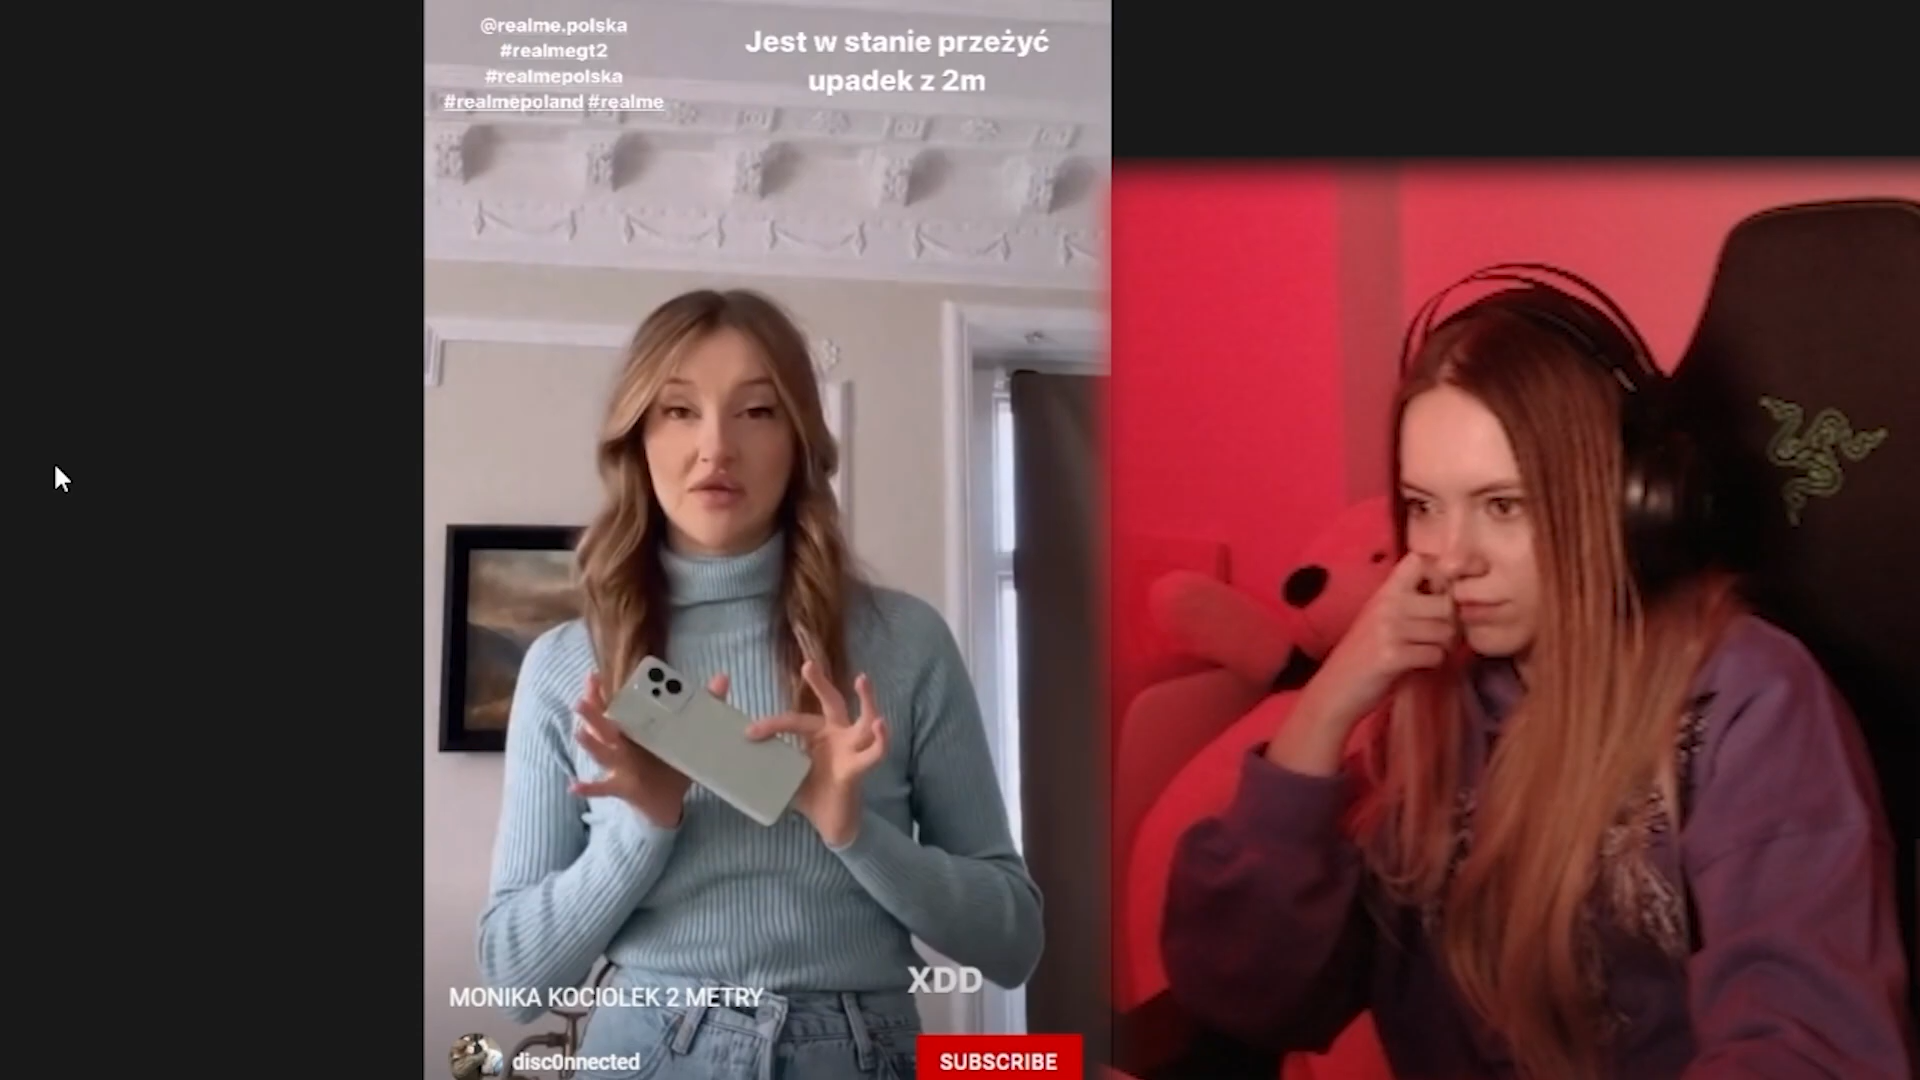 @realme.polska
#realmegt2
#realmepolska
#realmepoland #realme
Jest w stanie przeżyć
upadek z 2m
XDD
MONIKA KOCIOLEK 2 METRY
disc0nnected
SUBSCRIBE